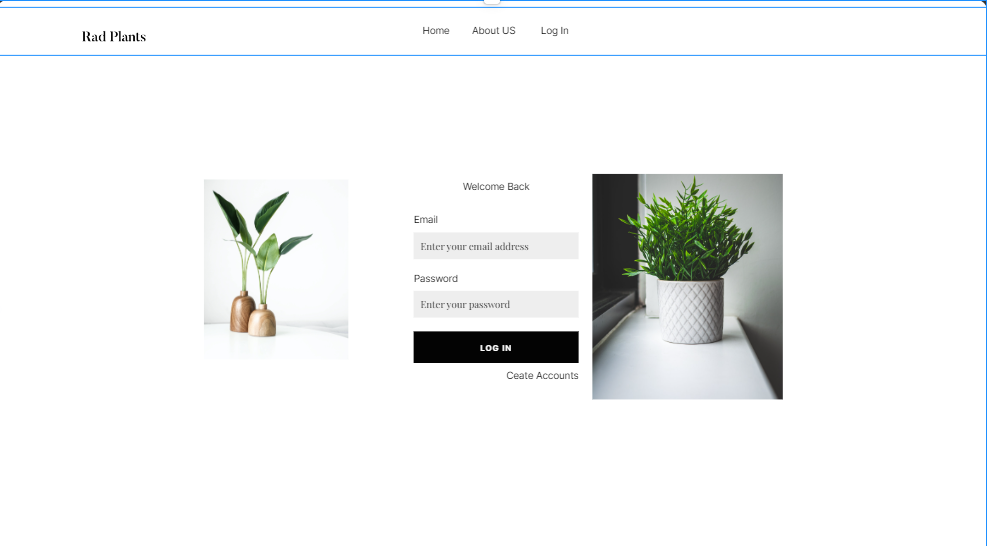 Rad Plants
Home About US Log In
Welcome Back
Email
Enter your email address
Password
Enter your password
LOG IN
Ceate Accounts